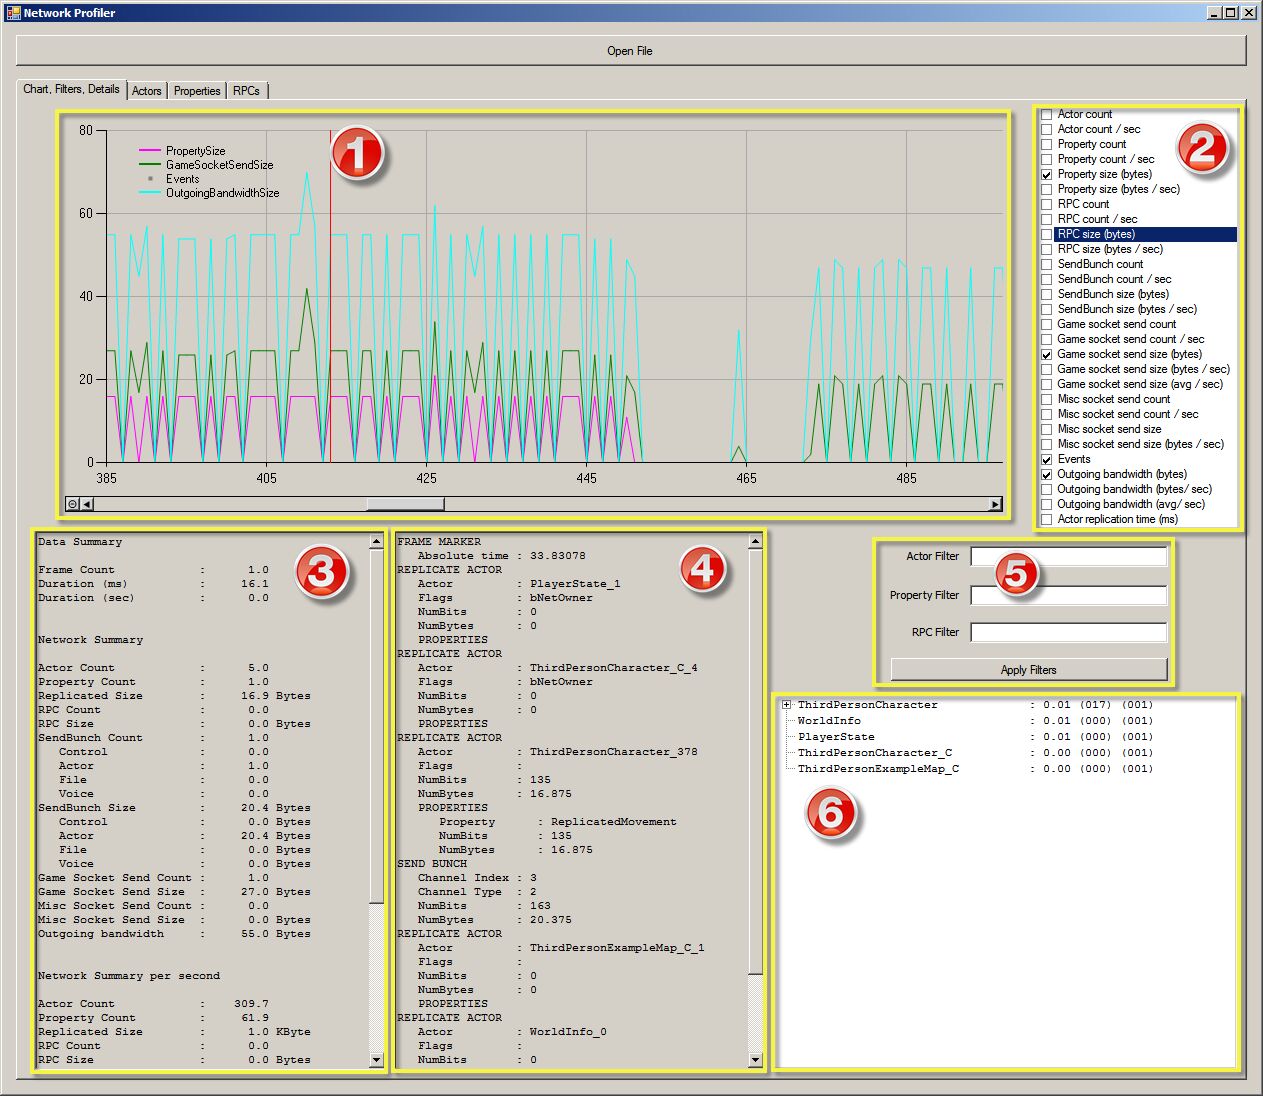 Network Profiler
Open File
Chart, Filters, Details
Actors
Properties
RPCs
80
60
40
20
0
PropertySize
GameSocketSendSize
Events
OutgoingBandwidthSize
385 405 425 445 465 485
1
2
Actor count
Actor count / sec
Property count
Property count / sec
Property size (bytes)
Property size (bytes / sec)
RPC count
RPC count / sec
RPC size (bytes)
RPC size (bytes / sec)
SendBunch count
SendBunch count / sec
SendBunch size (bytes)
SendBunch size (bytes / sec)
Game socket send count
Game socket send count / sec
Game socket send size (bytes)
Game socket send size (bytes / sec)
Game socket send size (avg / sec)
Misc socket send count
Misc socket send count / sec
Misc socket send size
Misc socket send size (bytes / sec)
Events
Outgoing bandwidth (bytes)
Outgoing bandwidth (bytes/ sec)
Outgoing bandwidth (avg/ sec)
Actor replication time (ms)
3
Data Summary
Frame Count : 1.0
Duration (ms) : 16.1
Duration (sec) : 0.0
Network Summary
Actor Count : 5.0
Property Count : 1.0
Replicated Size : 16.9 Bytes
RPC Count : 0.0
RPC Size : 0.0 Bytes
SendBunch Count : 1.0
Control : 0.0
Actor : 1.0
File : 0.0
Voice : 0.0
SendBunch Size : 20.4 Bytes
Control : 0.0 Bytes
Actor : 20.4 Bytes
File : 0.0 Bytes
Voice : 0.0 Bytes
Game Socket Send Count : 1.0
Game Socket Send Size : 27.0 Bytes
Misc Socket Send Count : 0.0
Misc Socket Send Size : 0.0 Bytes
Outgoing bandwidth : 55.0 Bytes
Network Summary per second
Actor Count : 309.7
Property Count : 61.9
Replicated Size : 1.0 KByte
RPC Count : 0.0
RPC Size : 0.0 Bytes
4
FRAME MARKER
Absolute time : 33.83078
REPLICATE ACTOR
Actor : PlayerState_1
Flags : bNetOwner
NumBits : 0
NumBytes : 0
PROPERTIES
REPLICATE ACTOR
Actor : ThirdPersonCharacter_C_4
Flags : bNetOwner
NumBits : 0
NumBytes : 0
PROPERTIES
REPLICATE ACTOR
Actor : ThirdPersonCharacter_378
Flags :
NumBits : 135
NumBytes : 16.875
PROPERTIES
Property : ReplicatedMovement
NumBits : 135
NumBytes : 16.875
SEND BUNCH
Channel Index : 3
Channel Type : 2
NumBits : 163
NumBytes : 20.375
REPLICATE ACTOR
Actor : ThirdPersonExampleMap_C_1
Flags :
NumBits : 0
NumBytes : 0
PROPERTIES
REPLICATE ACTOR
Actor : WorldInfo_0
Flags :
NumBits : 0
5
Actor Filter
Property Filter
RPC Filter
Apply Filters
ThirdPersonCharacter : 0.01 (017) (001)
WorldInfo : 0.01 (000) (001)
PlayerState : 0.01 (000) (001)
ThirdPersonCharacter_C : 0.00 (000) (001)
ThirdPersonExampleMap_C : 0.00 (000) (001)
6